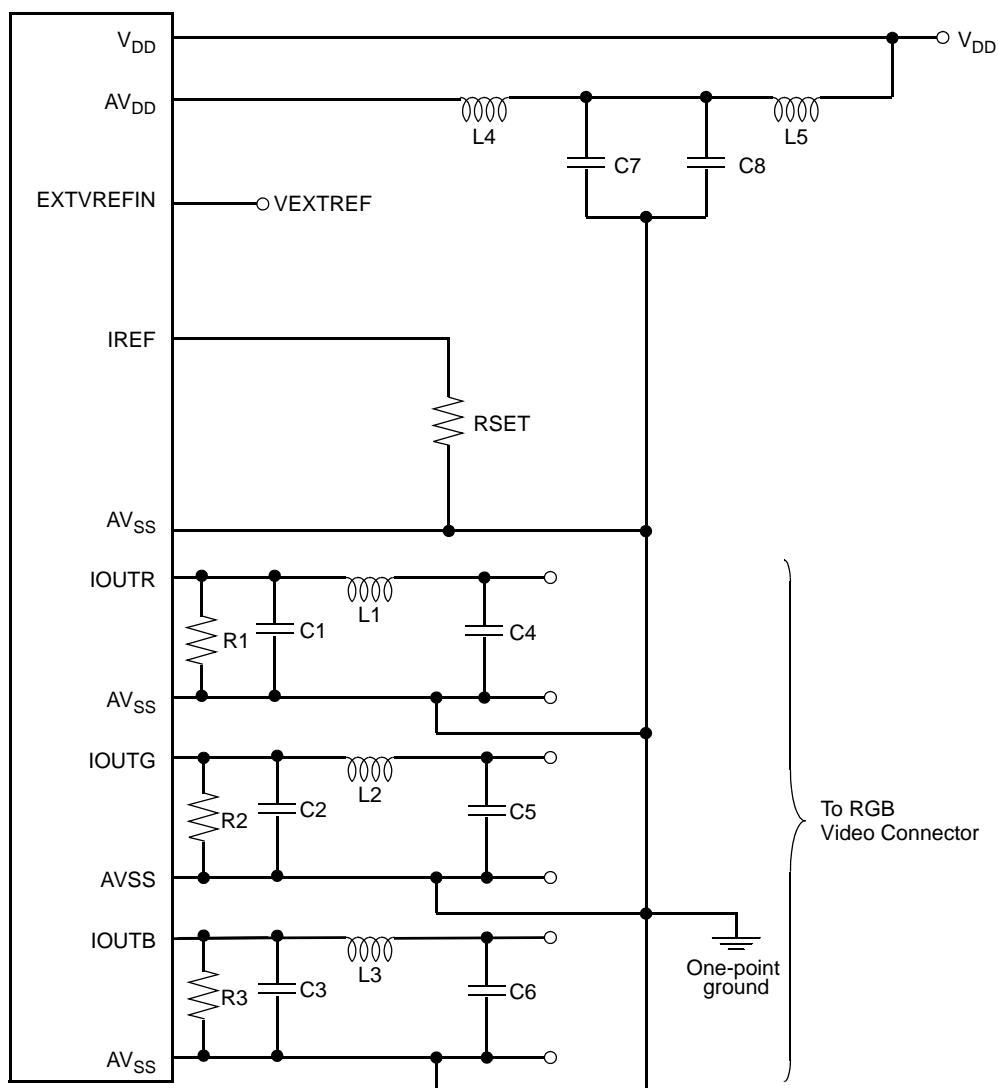 VDD
VDD
AVDD
L4
L5
C7
C8
EXTVREFIN
VEXTREF
IREF
RSET
AVSS
IOUTR
R1
C1
L1
C4
AVSS
IOUTG
R2
C2
L2
C5
To RGB
Video Connector
AVSS
IOUTB
R3
C3
L3
C6
One-point
ground
AVSS